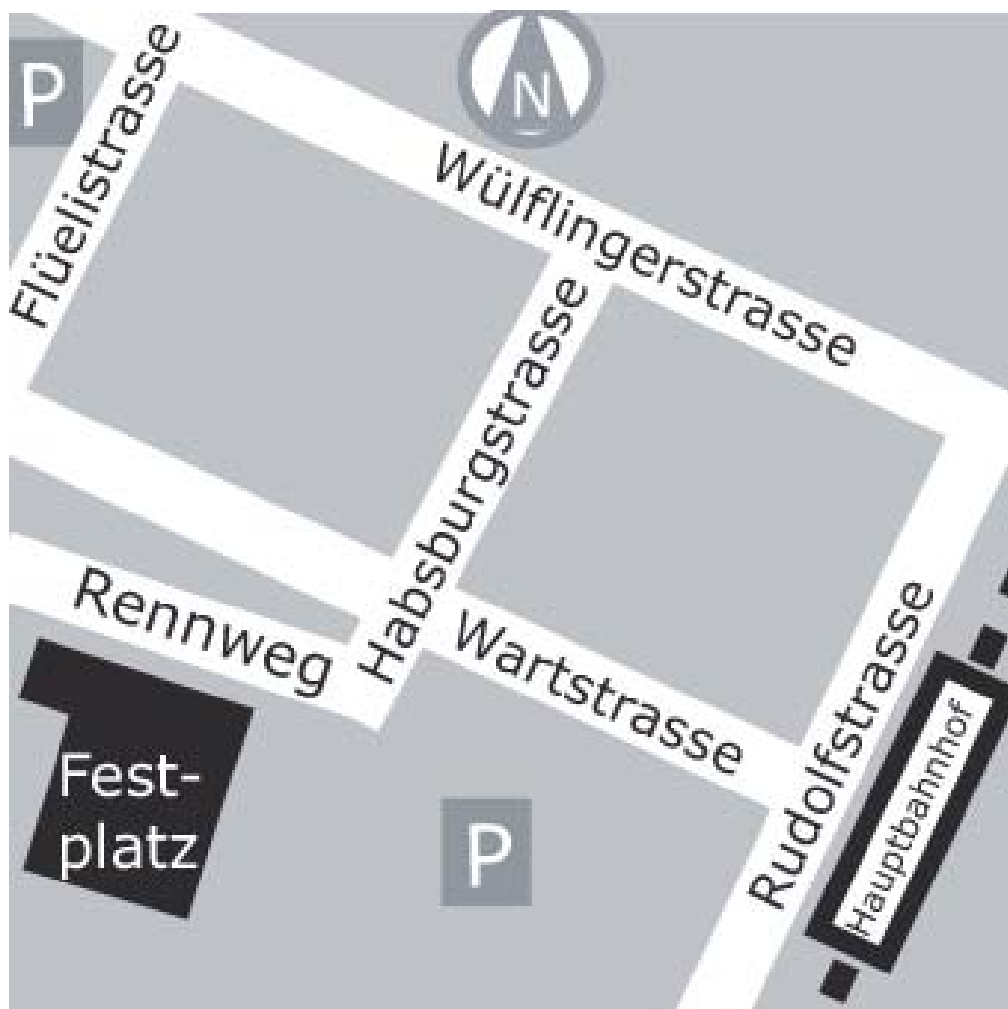 P
N
Flüelistrasse
Wülflingerstrasse
Habsburgstrasse
Rennweg
Wartstrasse
Rudolfstrasse
Hauptbahnhof
Fest-
platz
P